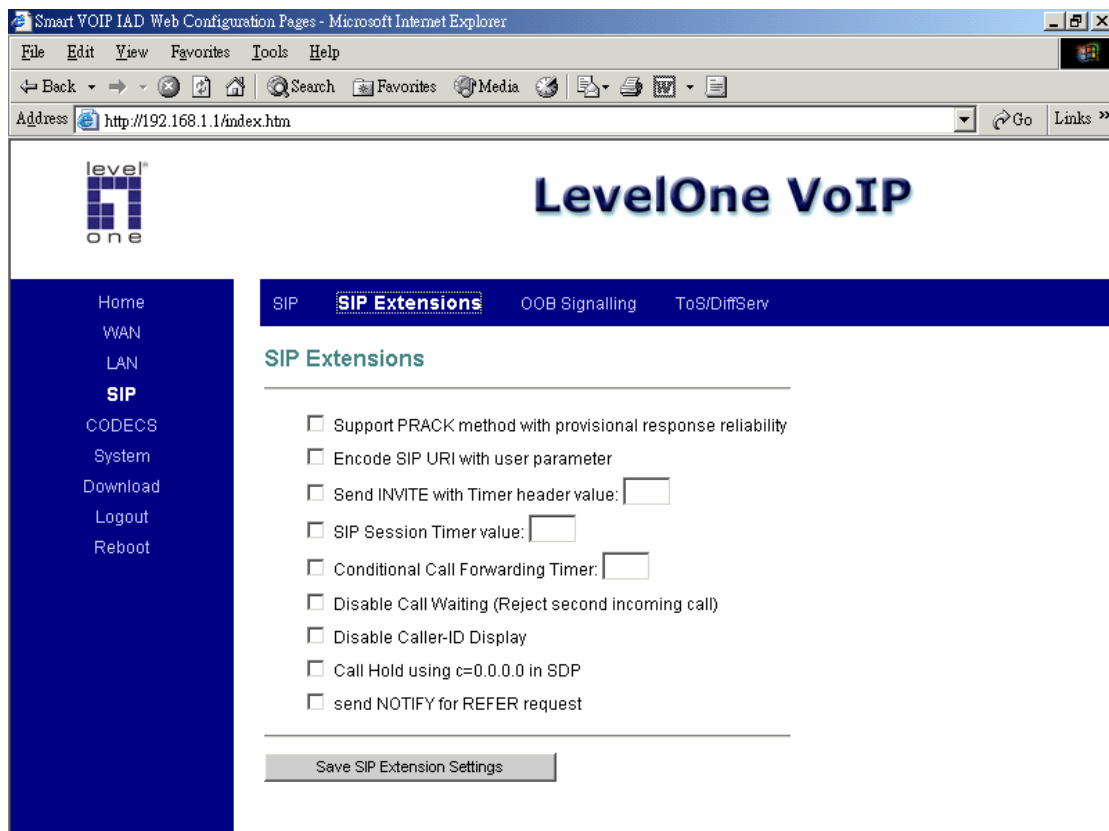 Smart VOIP IAD Web Configuration Pages - Microsoft Internet Explorer
File Edit View Favorites Tools Help
Back Search Favorites Media
Address http://192.168.1.1/index.htm Go Links »
level®
one
LevelOne VoIP
Home
WAN
LAN
SIP
CODECS
System
Download
Logout
Reboot
SIP SIP Extensions OOB Signalling ToS/DiffServ
SIP Extensions
Support PRACK method with provisional response reliability
Encode SIP URI with user parameter
Send INVITE with Timer header value:
SIP Session Timer value:
Conditional Call Forwarding Timer:
Disable Call Waiting (Reject second incoming call)
Disable Caller-ID Display
Call Hold using c=0.0.0.0 in SDP
send NOTIFY for REFER request
Save SIP Extension Settings